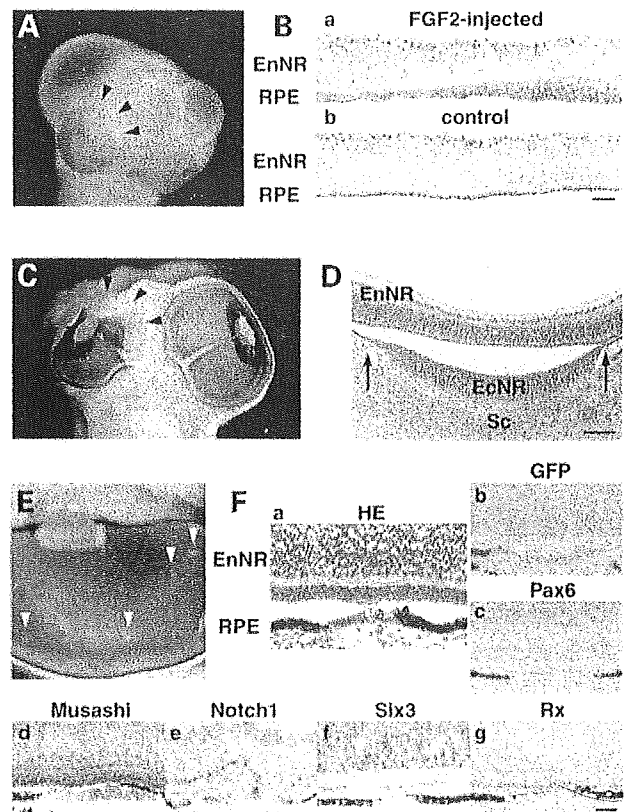 A
B
a
FGF2-injected
EnNR
RPE
b
control
EnNR
RPE
C
D
EnNR
EcNR
Sc
E
F
a
HE
EnNR
RPE
GFP
b
Pax6
c
Musashi
d
Notch1
e
Six3
f
Rx
g